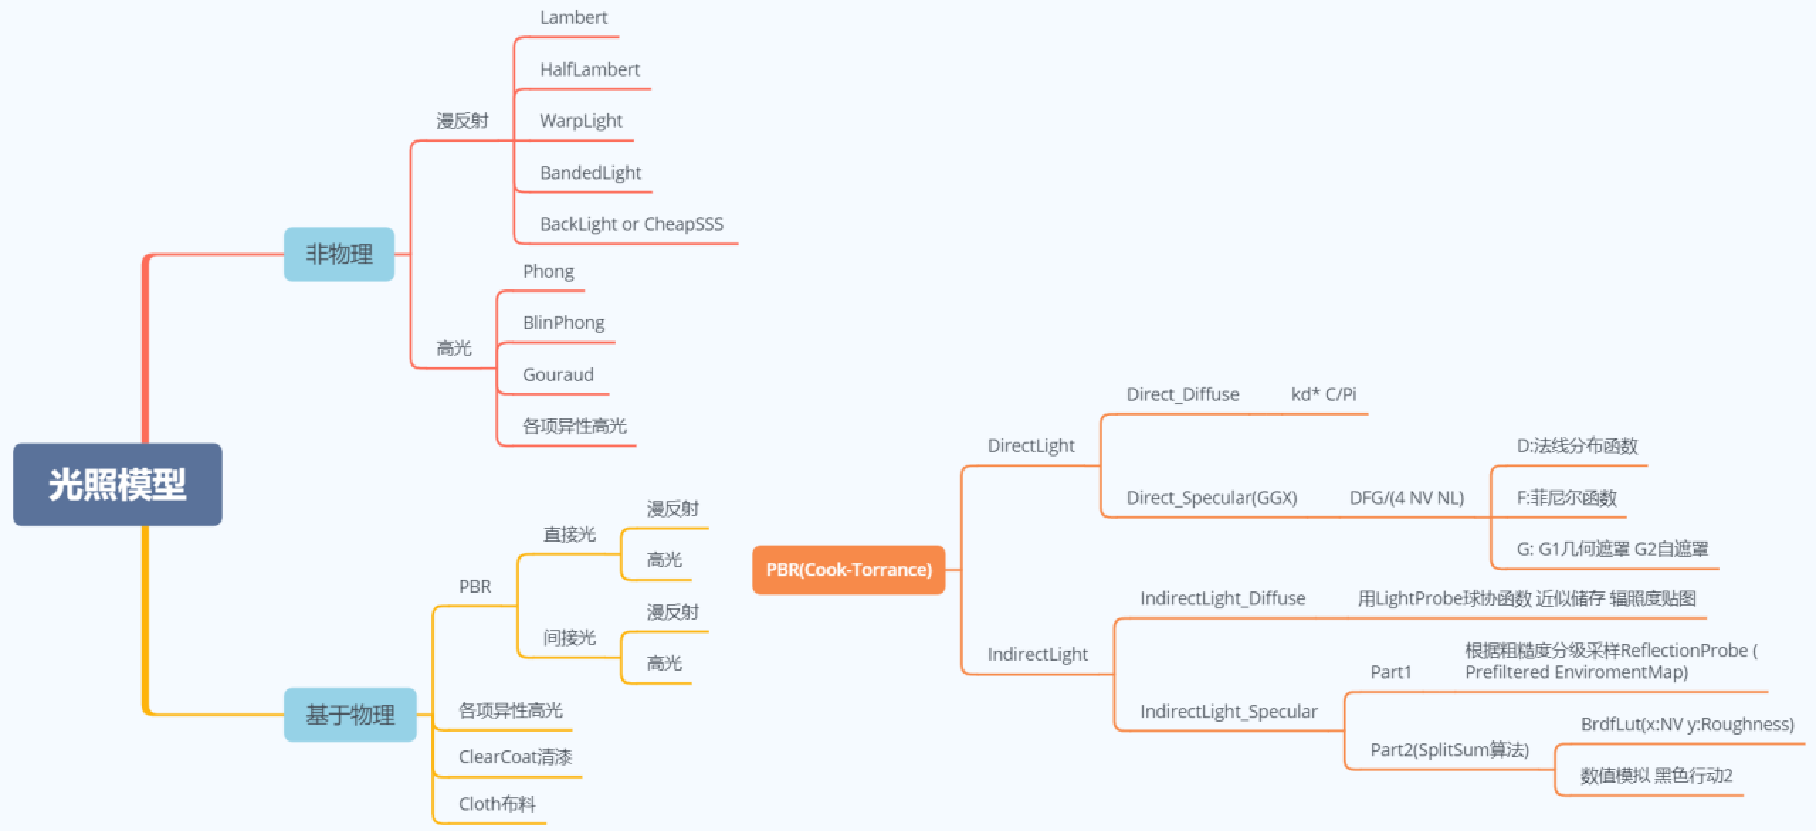 光照模型
非物理
漫反射
Lambert
HalfLambert
WarpLight
BandedLight
BackLight or CheapSSS
高光
Phong
BlinPhong
Gouraud
各项异性高光
基于物理
PBR
直接光
漫反射
高光
间接光
漫反射
高光
各项异性高光
ClearCoat清漆
Cloth布料
PBR(Cook-Torrance)
DirectLight
Direct_Diffuse
kd* C/Pi
Direct_Specular(GGX)
DFG/(4 NV NL)
D:法线分布函数
F:菲尼尔函数
G: G1几何遮罩 G2自遮罩
IndirectLight
IndirectLight_Diffuse
用LightProbe球协函数 近似储存 辐照度贴图
IndirectLight_Specular
Part1
根据粗糙度分级采样ReflectionProbe (
Prefiltered EnviromentMap)
Part2(SplitSum算法)
BrdfLut(x:NV y:Roughness)
数值模拟 黑色行动2